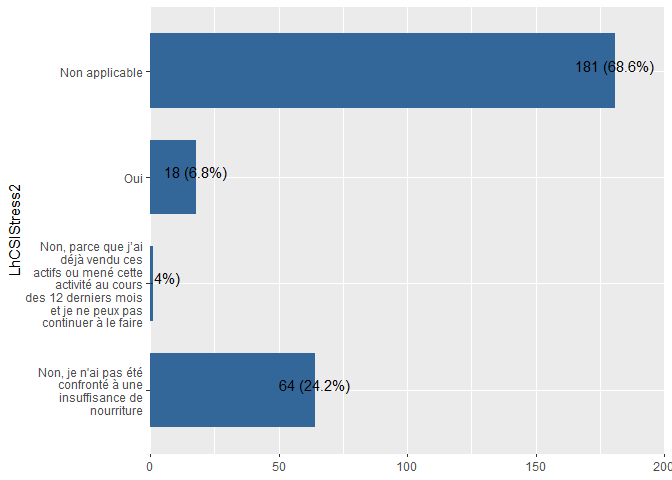 LhCSIStress2
Non applicable
181 (68.6%)
Oui
18 (6.8%)
Non, parce que j'ai
déjà vendu ces
actifs ou mené cette
activité au cours
des 12 derniers mois
et je ne peux pas
continuer à le faire
4%)
Non, je n'ai pas été
confronté à une
insuffisance de
nourriture
64 (24.2%)
0
50
100
150
200